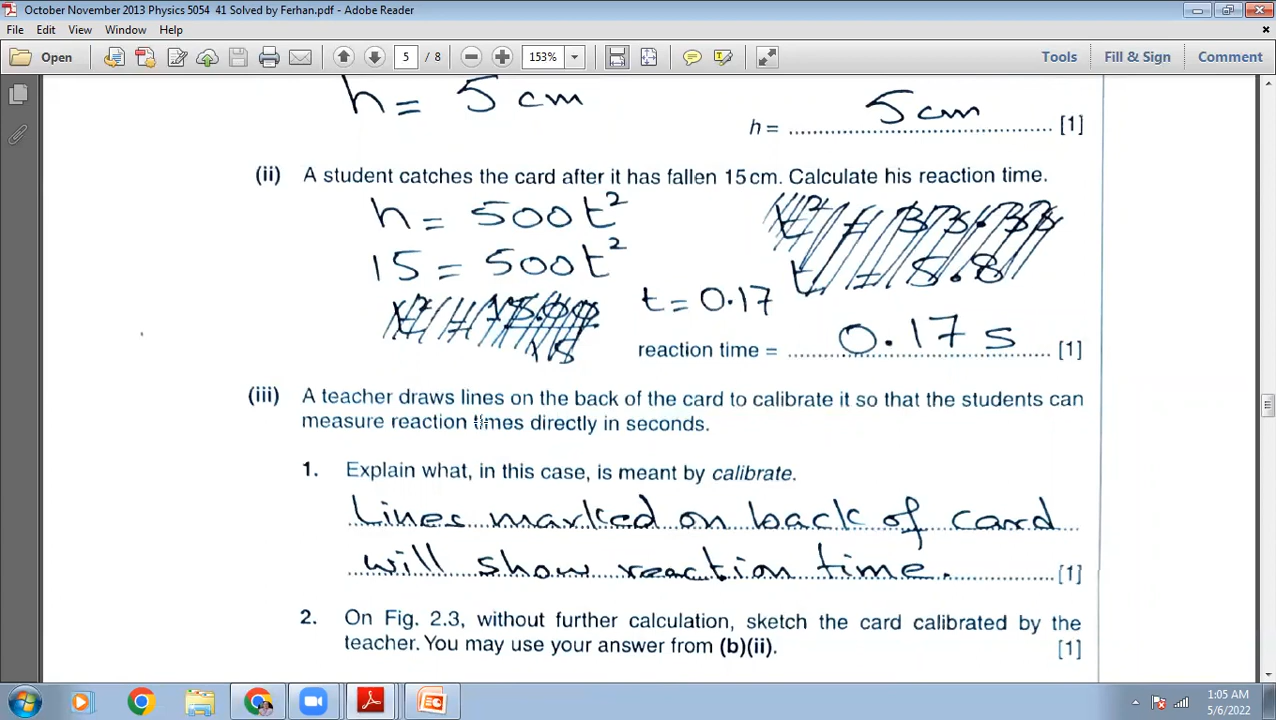 October November 2013 Physics 5054 41 Solved by Ferhan.pdf - Adobe Reader
File Edit View Window Help
Open 5 / 8 153% Tools Fill & Sign Comment
h = 5 cm
h = 5cm [1]
(ii) A student catches the card after it has fallen 15 cm. Calculate his reaction time.
h = 500t²
15 = 500t²
t = 0.17
reaction time = 0.17 s [1]
(iii) A teacher draws lines on the back of the card to calibrate it so that the students can
measure reaction times directly in seconds.
1. Explain what, in this case, is meant by calibrate.
Lines marked on back of card
will show reaction time. [1]
2. On Fig. 2.3, without further calculation, sketch the card calibrated by the
teacher. You may use your answer from (b)(ii). [1]
1:05 AM
5/6/2022